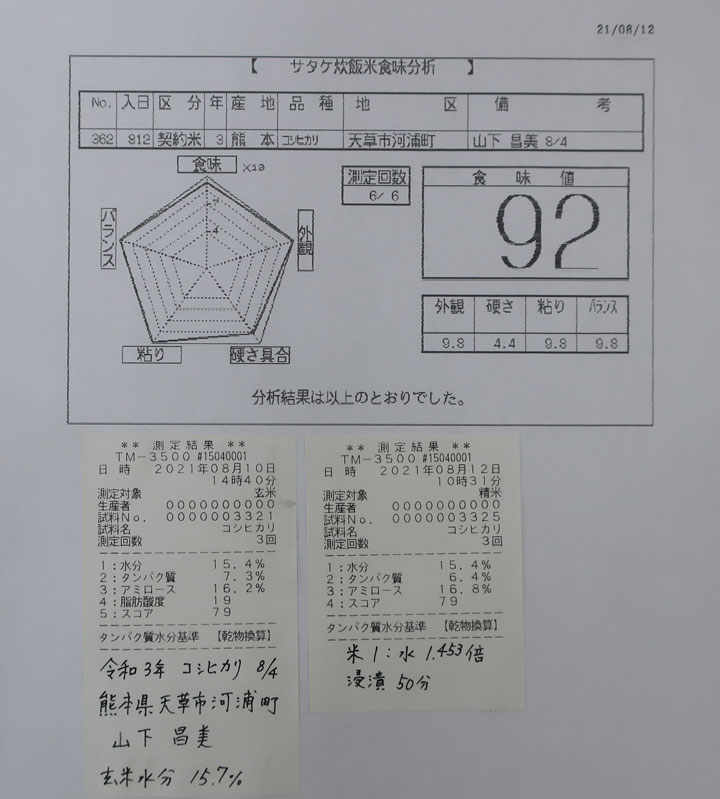 21/08/12
【 サタケ炊飯米食味分析 】
No. 入日 区分 年 産地 品種 地区 備考
362 812 契約米 3 熊本 コシヒカリ 天草市河浦町 山下 昌美 8/4
食味 ×10
バランス
外観
粘り
硬さ具合
7
4
測定回数
6/ 6
食味値
92
外観 硬さ 粘り バランス
9.8 4.4 9.8 9.8
分析結果は以上のとおりでした。
** 測定結果 **
TM-3500 #15040001
日時 2021年08月10日
14時40分
測定対象 玄米
生産者 0000000000
試料No. 0000003321
試料名 コシヒカリ
測定回数 3回
1:水分 15.4%
2:タンパク質 7.3%
3:アミロース 16.2%
4:脂肪酸度 19
5:スコア 79
タンパク質水分基準 【乾物換算】
令和3年 コシヒカリ 8/4
熊本県天草市河浦町
山下 昌美
玄米水分 15.7%
** 測定結果 **
TM-3500 #15040001
日時 2021年08月12日
10時31分
測定対象 精米
生産者 0000000000
試料No. 0000003325
試料名 コシヒカリ
測定回数 3回
1:水分 15.4%
2:タンパク質 6.4%
3:アミロース 16.8%
4:スコア 79
タンパク質水分基準 【乾物換算】
米1:水1.453倍
浸漬 50分